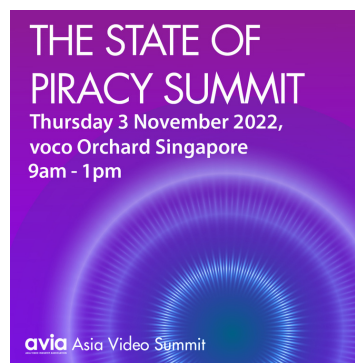 THE STATE OF
PIRACY SUMMIT
Thursday 3 November 2022,
voco Orchard Singapore
9am - 1pm
avia Asia Video Summit